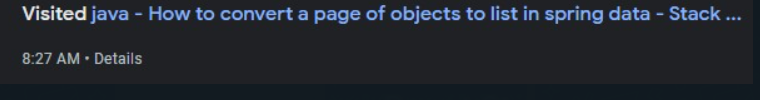 Visited java - How to convert a page of objects to list in spring data - Stack ...
8:27 AM • Details